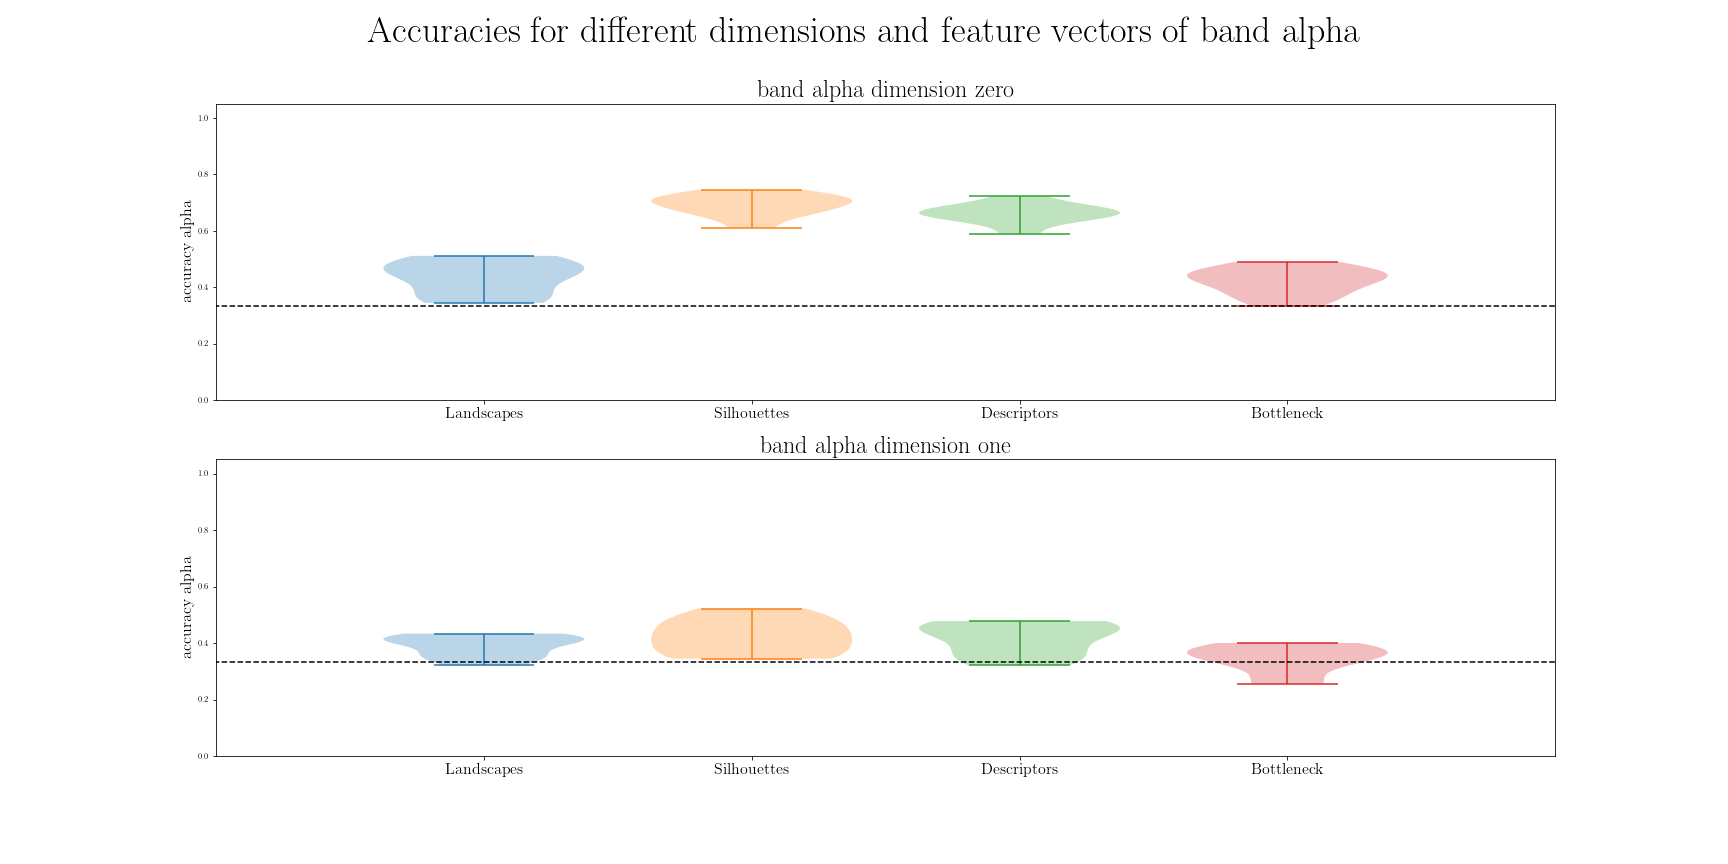 Accuracies for different dimensions and feature vectors of band alpha
band alpha dimension zero
accuracy alpha
1.0
0.8
0.6
0.4
0.2
0.0
Landscapes Silhouettes Descriptors Bottleneck
band alpha dimension one
accuracy alpha
1.0
0.8
0.6
0.4
0.2
0.0
Landscapes Silhouettes Descriptors Bottleneck